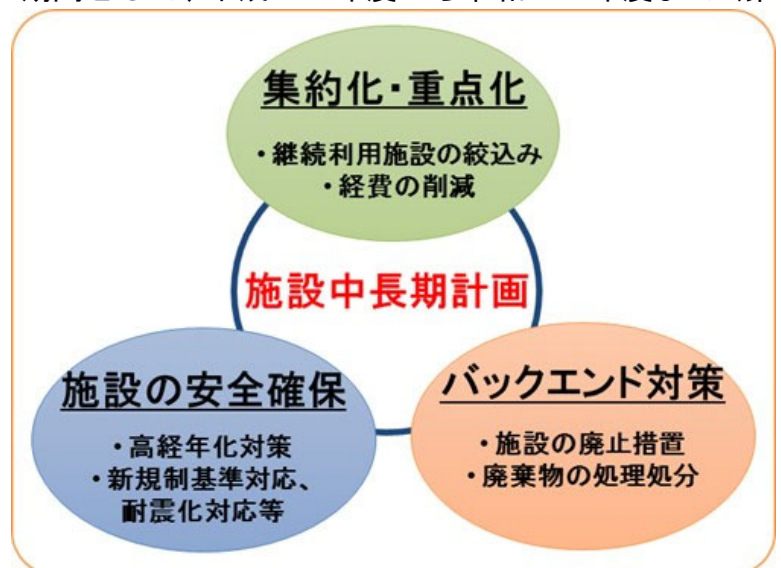 集約化・重点化
・継続利用施設の絞込み
・経費の削減
施設中長期計画
施設の安全確保
・高経年化対策
・新規制基準対応、
耐震化対応等
バックエンド対策
・施設の廃止措置
・廃棄物の処理処分